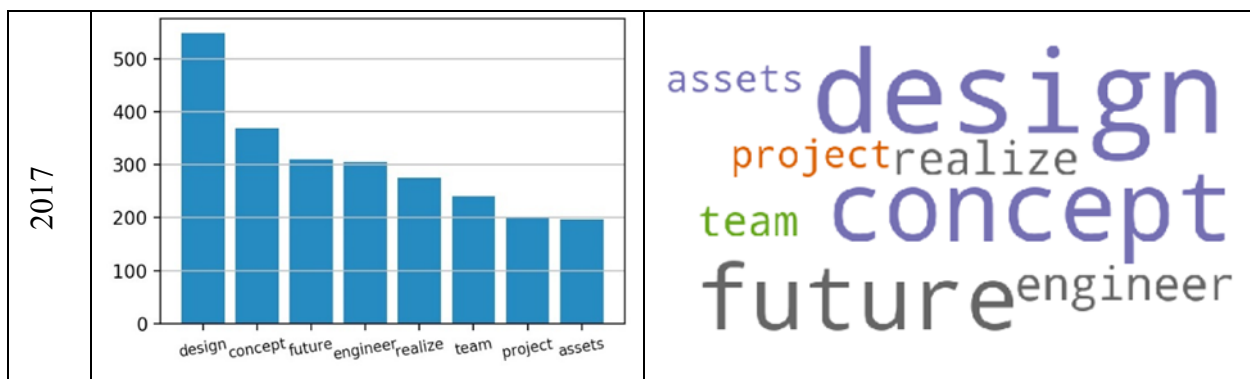 2017
500
400
300
200
100
0
design concept future engineer realize team project assets
assets design
project realize
team concept
future engineer